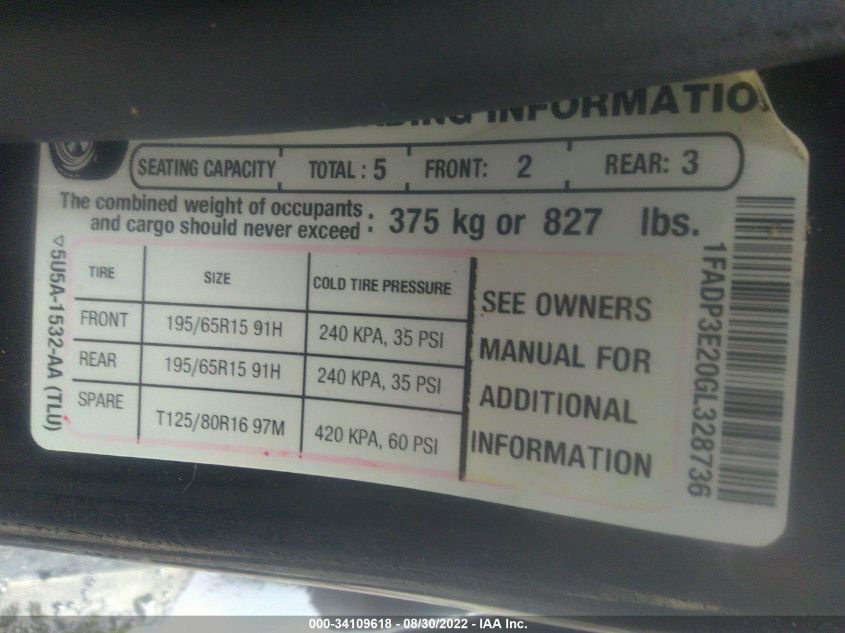 INFORMATIO
SEATING CAPACITY TOTAL : 5 FRONT: 2 REAR: 3
The combined weight of occupants
and cargo should never exceed : 375 kg or 827 lbs.
TIRE SIZE COLD TIRE PRESSURE
FRONT 195/65R15 91H 240 KPA, 35 PSI
REAR 195/65R15 91H 240 KPA, 35 PSI
SPARE T125/80R16 97M 420 KPA, 60 PSI
SEE OWNERS
MANUAL FOR
ADDITIONAL
INFORMATION
▽5U5A-1532-AA (TLU)
1FADP3E20GL328736
000-34109618 - 08/30/2022 - IAA Inc.